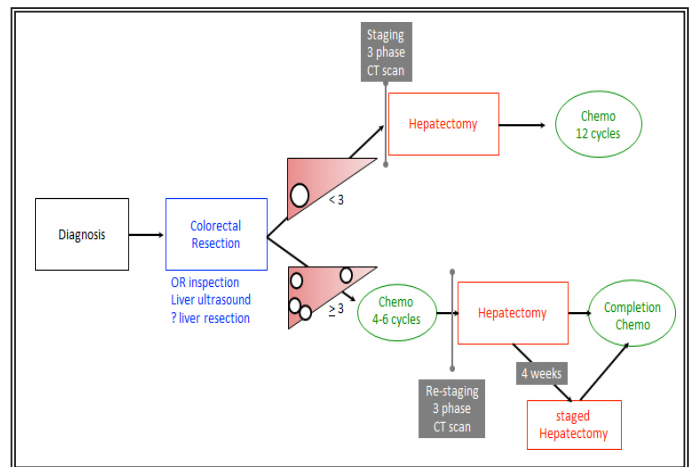 Staging
3 phase
CT scan
Hepatectomy
Chemo
12 cycles
< 3
Diagnosis
Colorectal
Resection
OR inspection
Liver ultrasound
? liver resection
≥ 3
Chemo
4-6 cycles
Hepatectomy
Completion
Chemo
4 weeks
Re-staging
3 phase
CT scan
staged
Hepatectomy